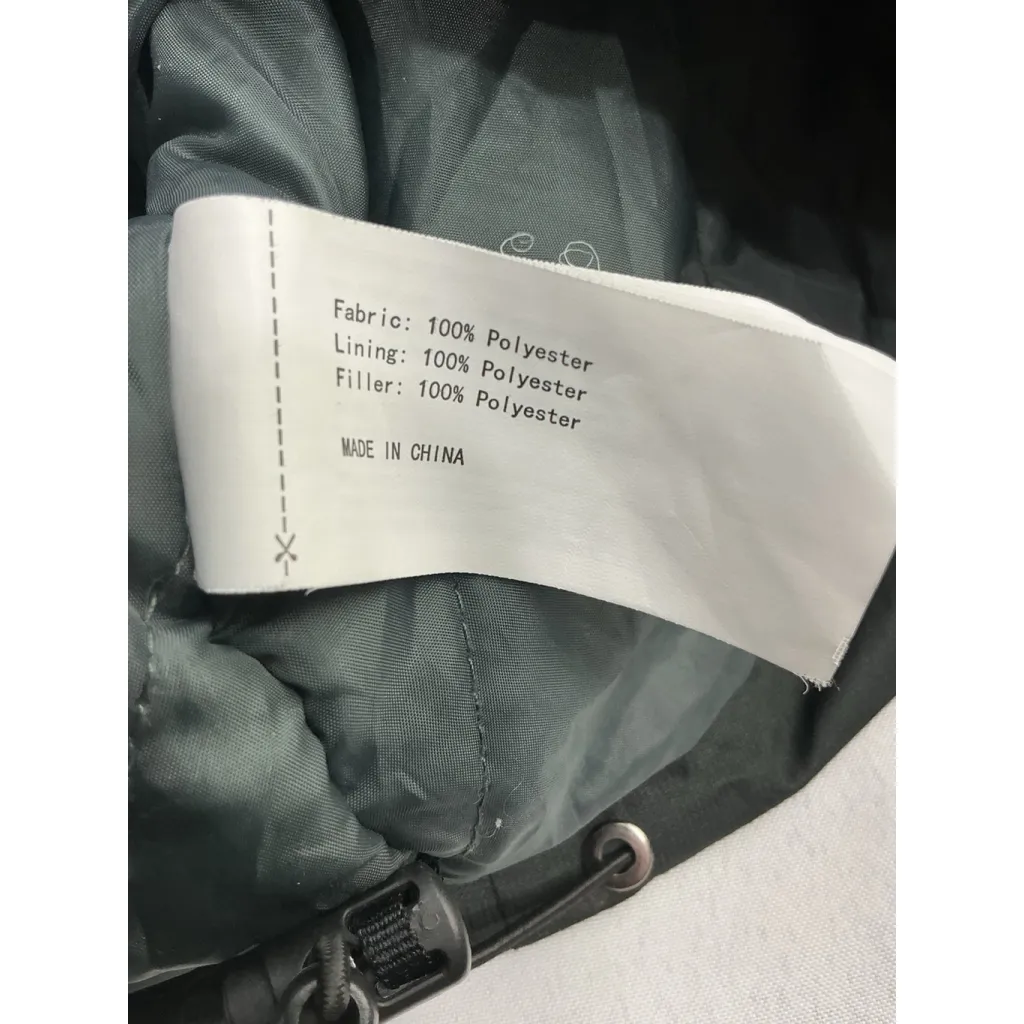 Fabric: 100% Polyester
Lining: 100% Polyester
Filler: 100% Polyester
MADE IN CHINA